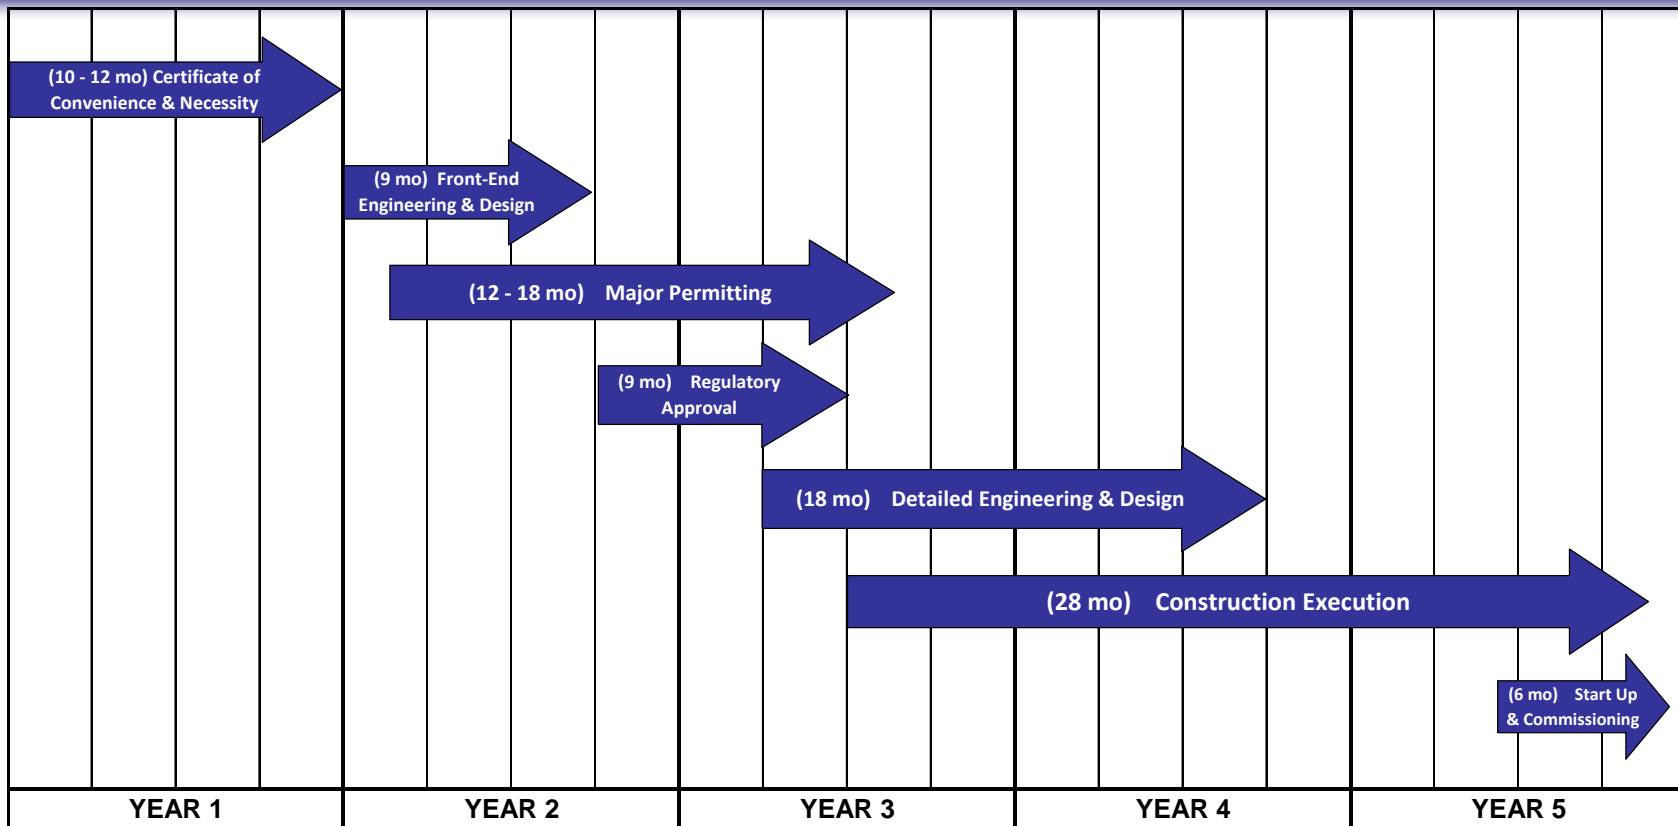 (10 - 12 mo) Certificate of
Convenience & Necessity
(9 mo) Front-End
Engineering & Design
(12 - 18 mo) Major Permitting
(9 mo) Regulatory
Approval
(18 mo) Detailed Engineering & Design
(28 mo) Construction Execution
(6 mo) Start Up
& Commissioning
YEAR 1 YEAR 2 YEAR 3 YEAR 4 YEAR 5